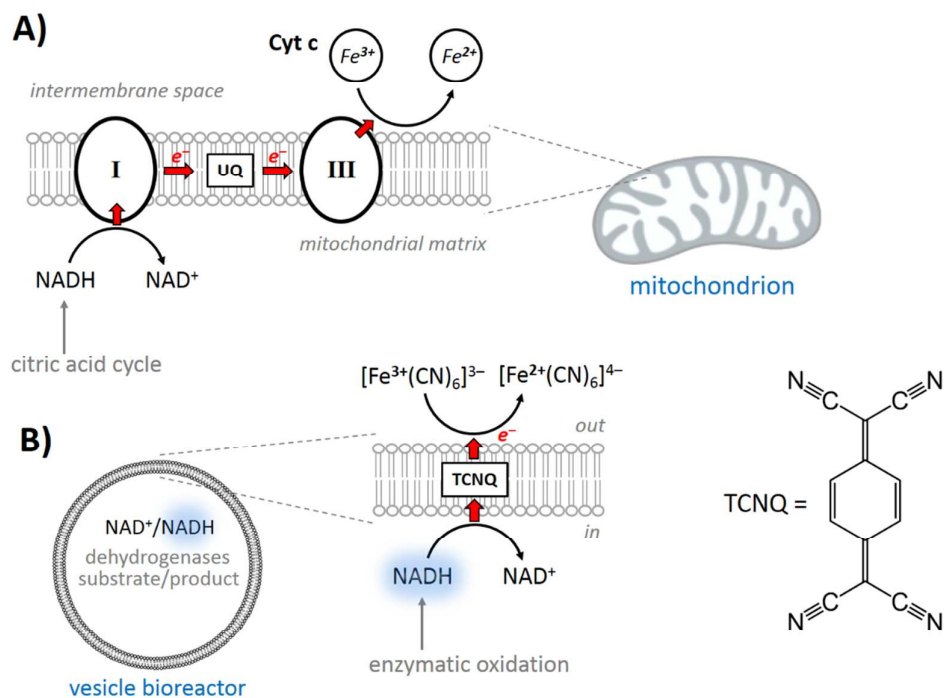 A)
Cyt c
Fe³⁺
Fe²⁺
intermembrane space
I
e⁻
UQ
e⁻
III
mitochondrial matrix
NADH
NAD⁺
mitochondrion
citric acid cycle
B)
[Fe³⁺(CN)₆]³⁻
[Fe²⁺(CN)₆]⁴⁻
e⁻
out
TCNQ
in
NADH
NAD⁺
enzymatic oxidation
NAD⁺/NADH
dehydrogenases
substrate/product
vesicle bioreactor
N
N
C
C
TCNQ =
C
C
N
N